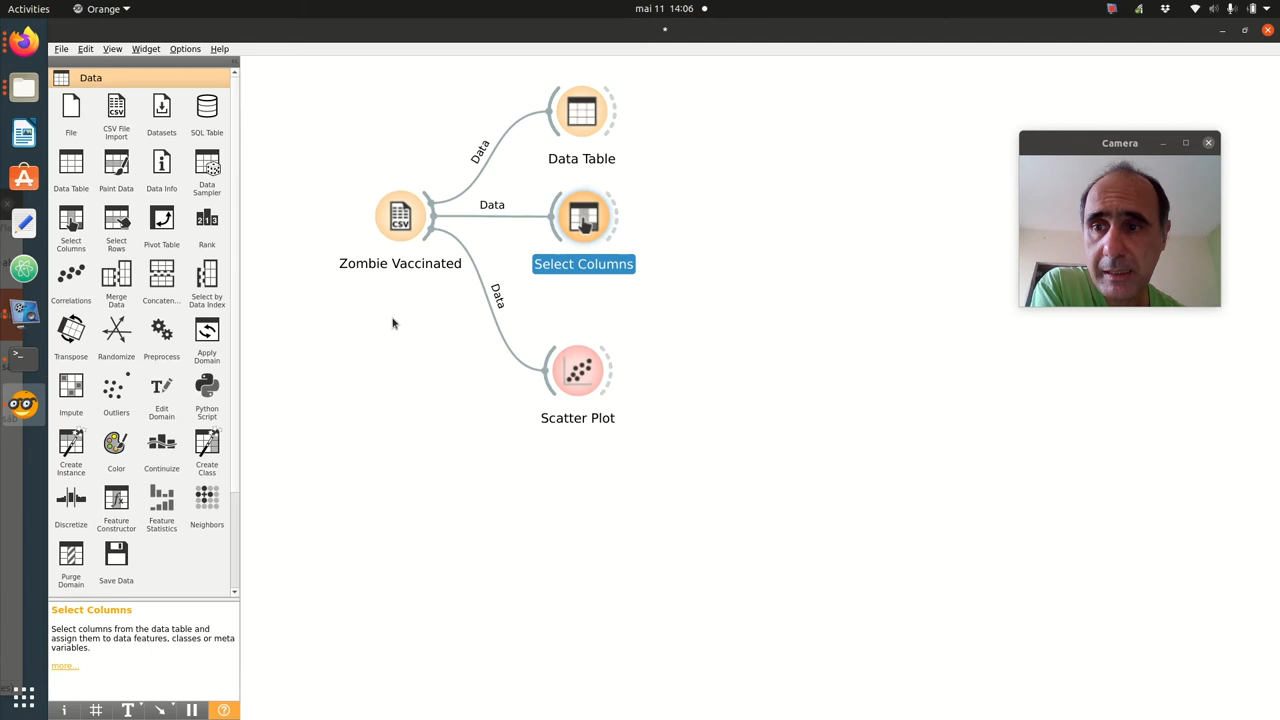 Activities
Orange
mai 11 14:06
*
File
Edit
View
Widget
Options
Help
Camera
Data
File
CSV File
Import
Datasets
SQL Table
Data Table
Paint Data
Data Info
Data
Sampler
Select
Columns
Select
Rows
Pivot Table
Rank
Correlations
Merge
Data
Concaten...
Select by
Data Index
Transpose
Randomize
Preprocess
Apply
Domain
Impute
Outliers
Edit
Domain
Python
Script
Create
Instance
Color
Continuize
Create
Class
Discretize
Feature
Constructor
Feature
Statistics
Neighbors
Purge
Domain
Save Data
Select Columns
Select columns from the data table and
assign them to data features, classes or meta
variables.
more...
CSV
Zombie Vaccinated
Data
Data
Data
Data Table
Select Columns
Scatter Plot